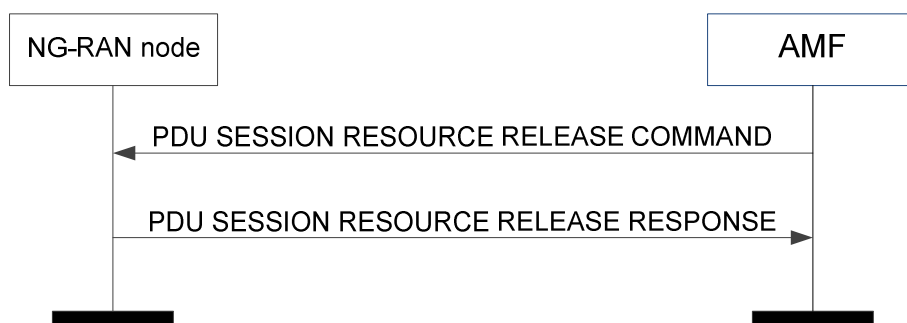 NG-RAN node
AMF
PDU SESSION RESOURCE RELEASE COMMAND
PDU SESSION RESOURCE RELEASE RESPONSE